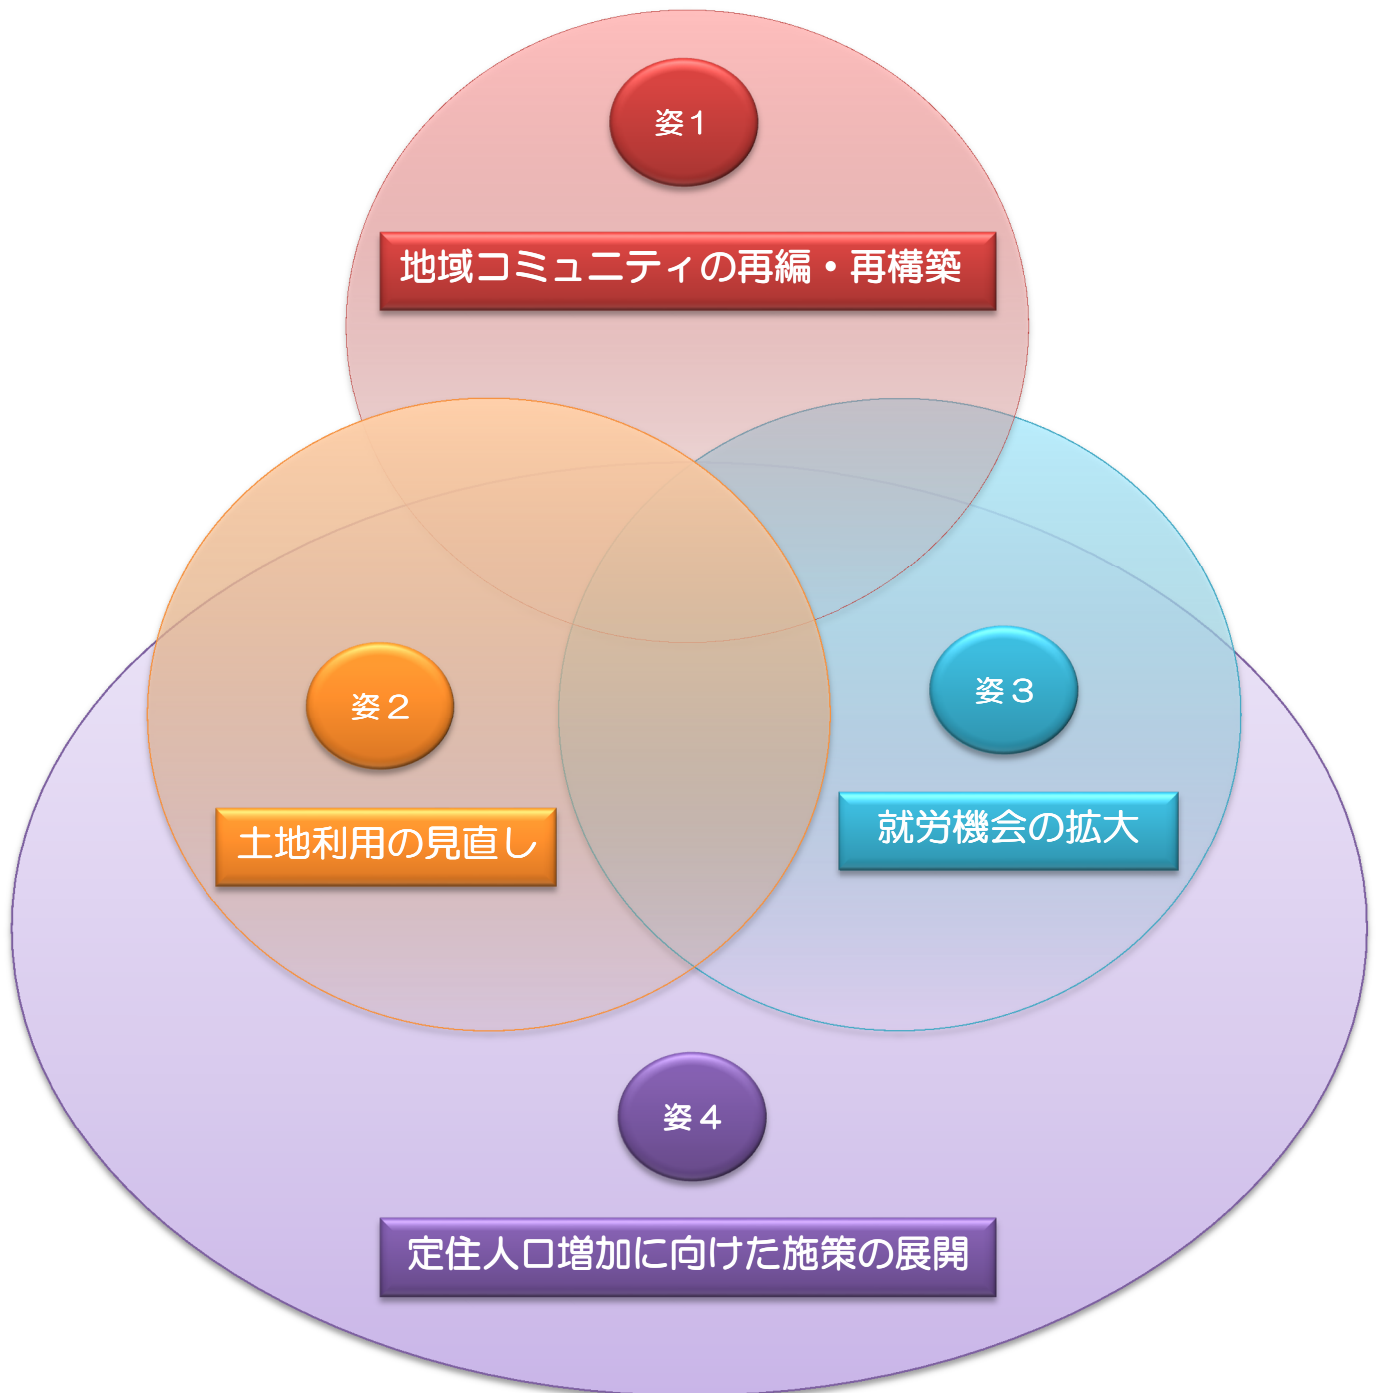 姿１
地域コミュニティの再編・再構築
姿２
土地利用の見直し
姿３
就労機会の拡大
姿４
定住人口増加に向けた施策の展開